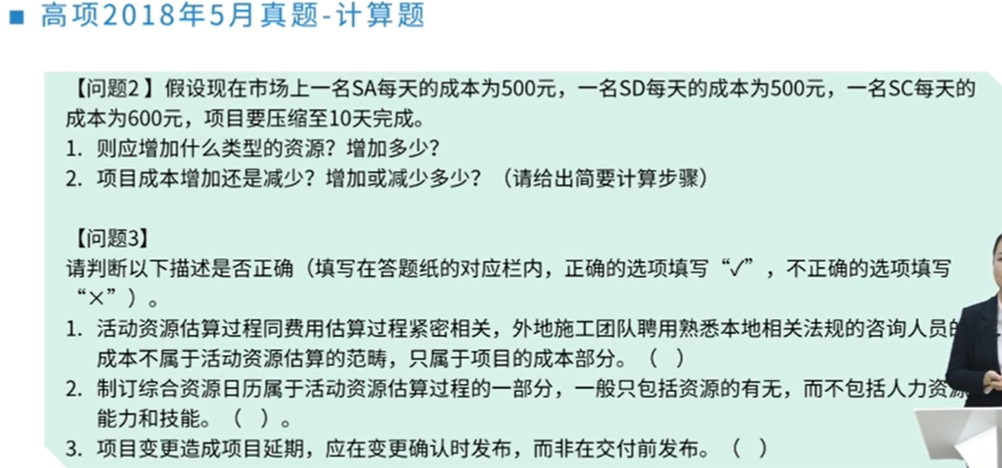 高项2018年5月真题-计算题
【问题2】假设现在市场上一名SA每天的成本为500元，一名SD每天的成本为500元，一名SC每天的
成本为600元，项目要压缩至10天完成。
1. 则应增加什么类型的资源？增加多少？
2. 项目成本增加还是减少？增加或减少多少？（请给出简要计算步骤）
【问题3】
请判断以下描述是否正确（填写在答题纸的对应栏内，正确的选项填写“√”，不正确的选项填写
“×”）。
1. 活动资源估算过程同费用估算过程紧密相关，外地施工团队聘用熟悉本地相关法规的咨询人员的
成本不属于活动资源估算的范畴，只属于项目的成本部分。（ ）
2. 制订综合资源日历属于活动资源估算过程的一部分，一般只包括资源的有无，而不包括人力资源
能力和技能。（ ）。
3. 项目变更造成项目延期，应在变更确认时发布，而非在交付前发布。（ ）